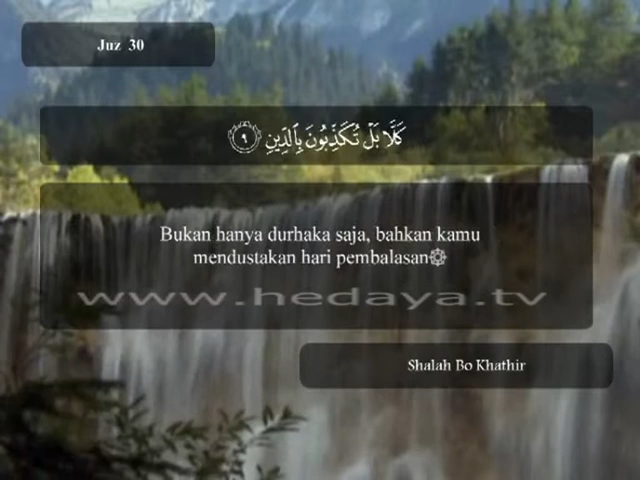 Juz 30
كَلَّا بَلْ تُكَذِّبُونَ بِالدِّينِ ٩
Bukan hanya durhaka saja, bahkan kamu
mendustakan hari pembalasan۞
www.hedaya.tv
Shalah Bo Khathir